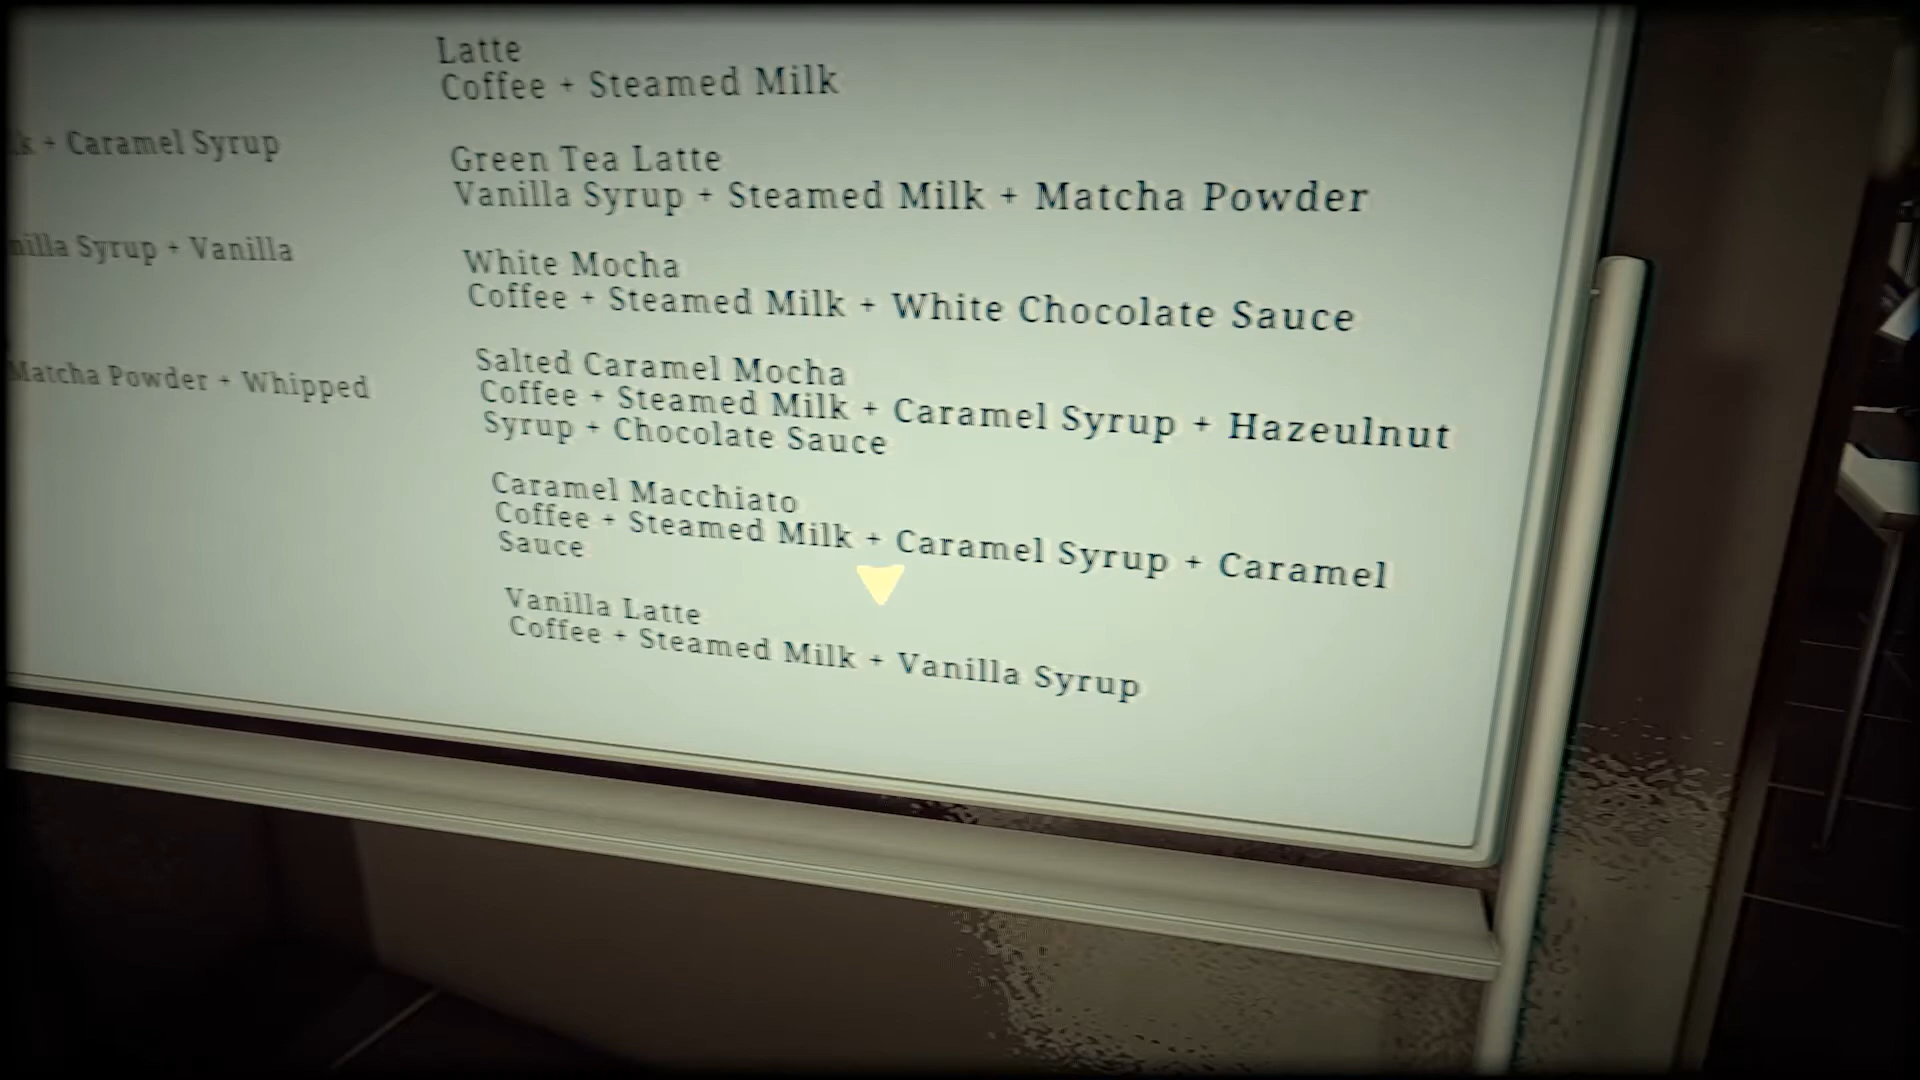 + Caramel Syrup
Syrup + Vanilla
Matcha Powder + Whipped
Latte
Coffee + Steamed Milk
Green Tea Latte
Vanilla Syrup + Steamed Milk + Matcha Powder
White Mocha
Coffee + Steamed Milk + White Chocolate Sauce
Salted Caramel Mocha
Coffee + Steamed Milk + Caramel Syrup + Hazeulnut
Syrup + Chocolate Sauce
Caramel Macchiato
Coffee + Steamed Milk + Caramel Syrup + Caramel
Sauce
Vanilla Latte
Coffee + Steamed Milk + Vanilla Syrup